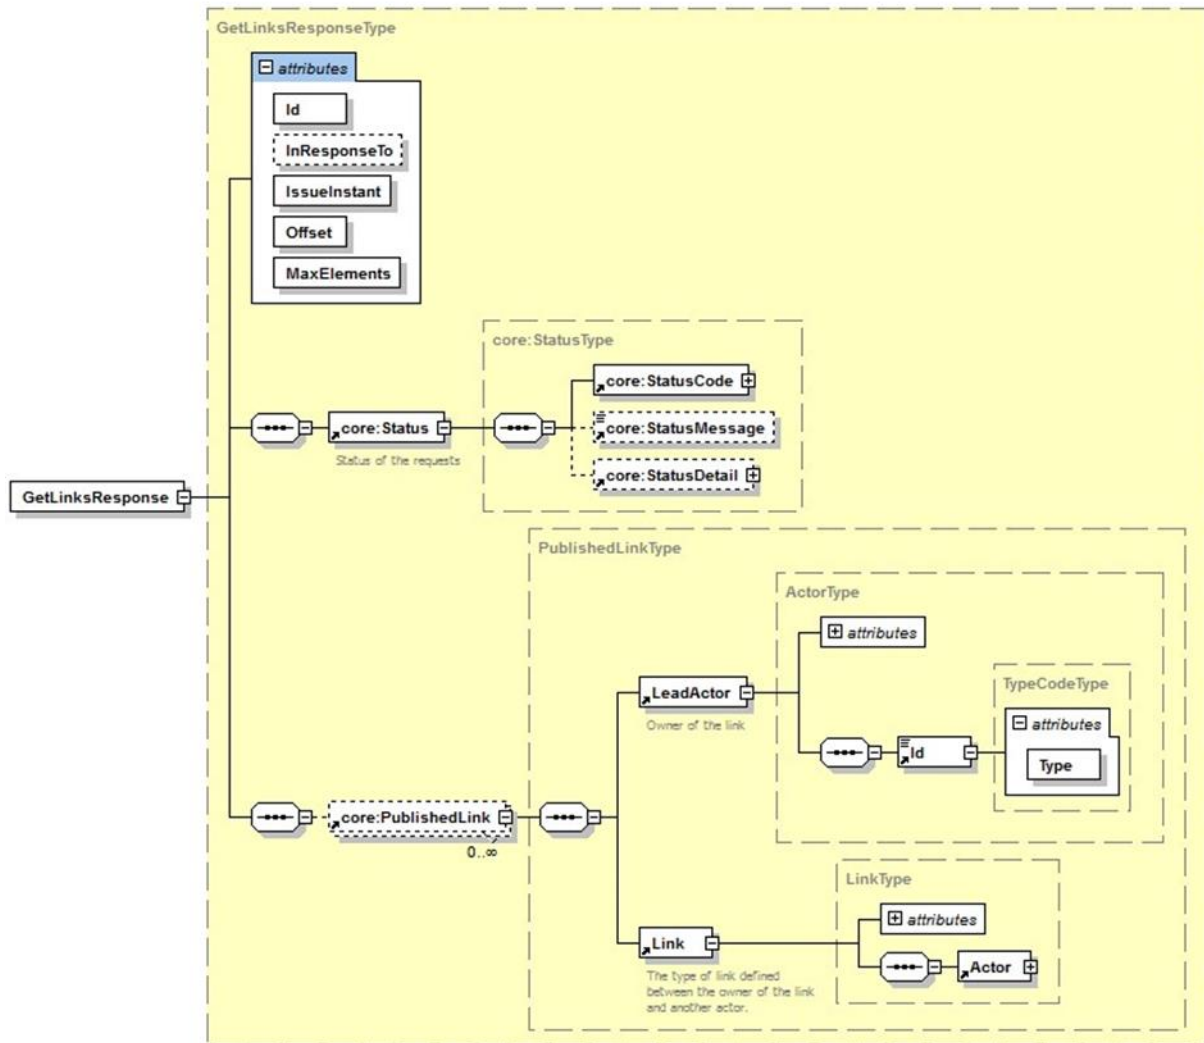 GetLinksResponseType
attributes
Id
InResponseTo
IssueInstant
Offset
MaxElements
core:StatusType
core:StatusCode
core:Status
core:StatusMessage
Status of the requests
core:StatusDetail
GetLinksResponse
PublishedLinkType
ActorType
attributes
TypeCodeType
LeadActor
Owner of the link
attributes
Id
Type
core:PublishedLink
0..∞
LinkType
attributes
Link
Actor
The type of link defined
between the owner of the link
and another actor.